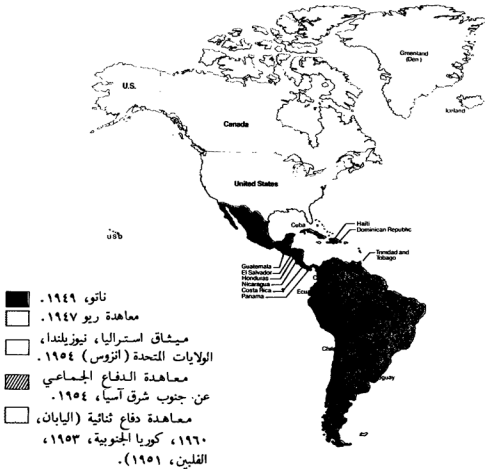 Greenland
(Den)
Iceland
U.S.
Canada
United States
Cuba
Haiti
Dominican Republic
Trinidad and
Tobago
Guatemala
El Salvador
Honduras
Nicaragua
Costa Rica
Panama
ناتو، ١٩٤٩.
معاهدة ريو ١٩٤٧.
ميثاق استراليا، نيوزيلندا،
الولايات المتحدة (انزوس) ١٩٥٤.
معاهدة الدفاع الجماعي
عن جنوب شرق آسيا، ١٩٥٤.
معاهدة دفاع ثنائية (اليابان،
١٩٦٠، كوريا الجنوبية، ١٩٥٣،
الفلبين، ١٩٥١).